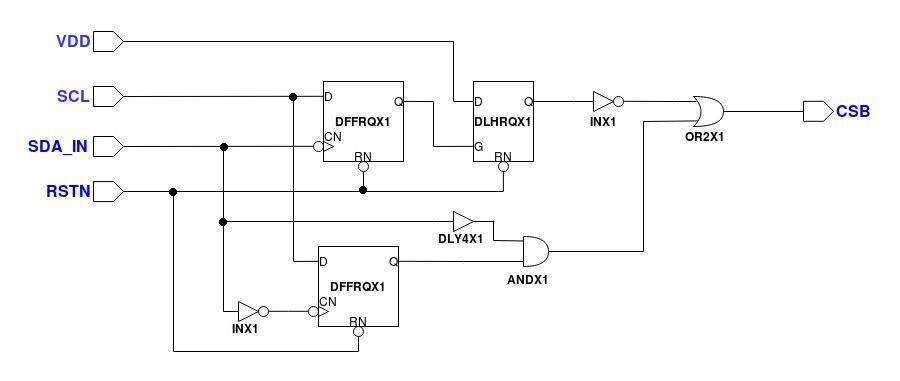 VDD
SCL
SDA_IN
RSTN
D
Q
DFFRQX1
CN
RN
D
Q
DLHRQX1
G
RN
INX1
OR2X1
CSB
DLY4X1
ANDX1
D
Q
DFFRQX1
CN
RN
INX1